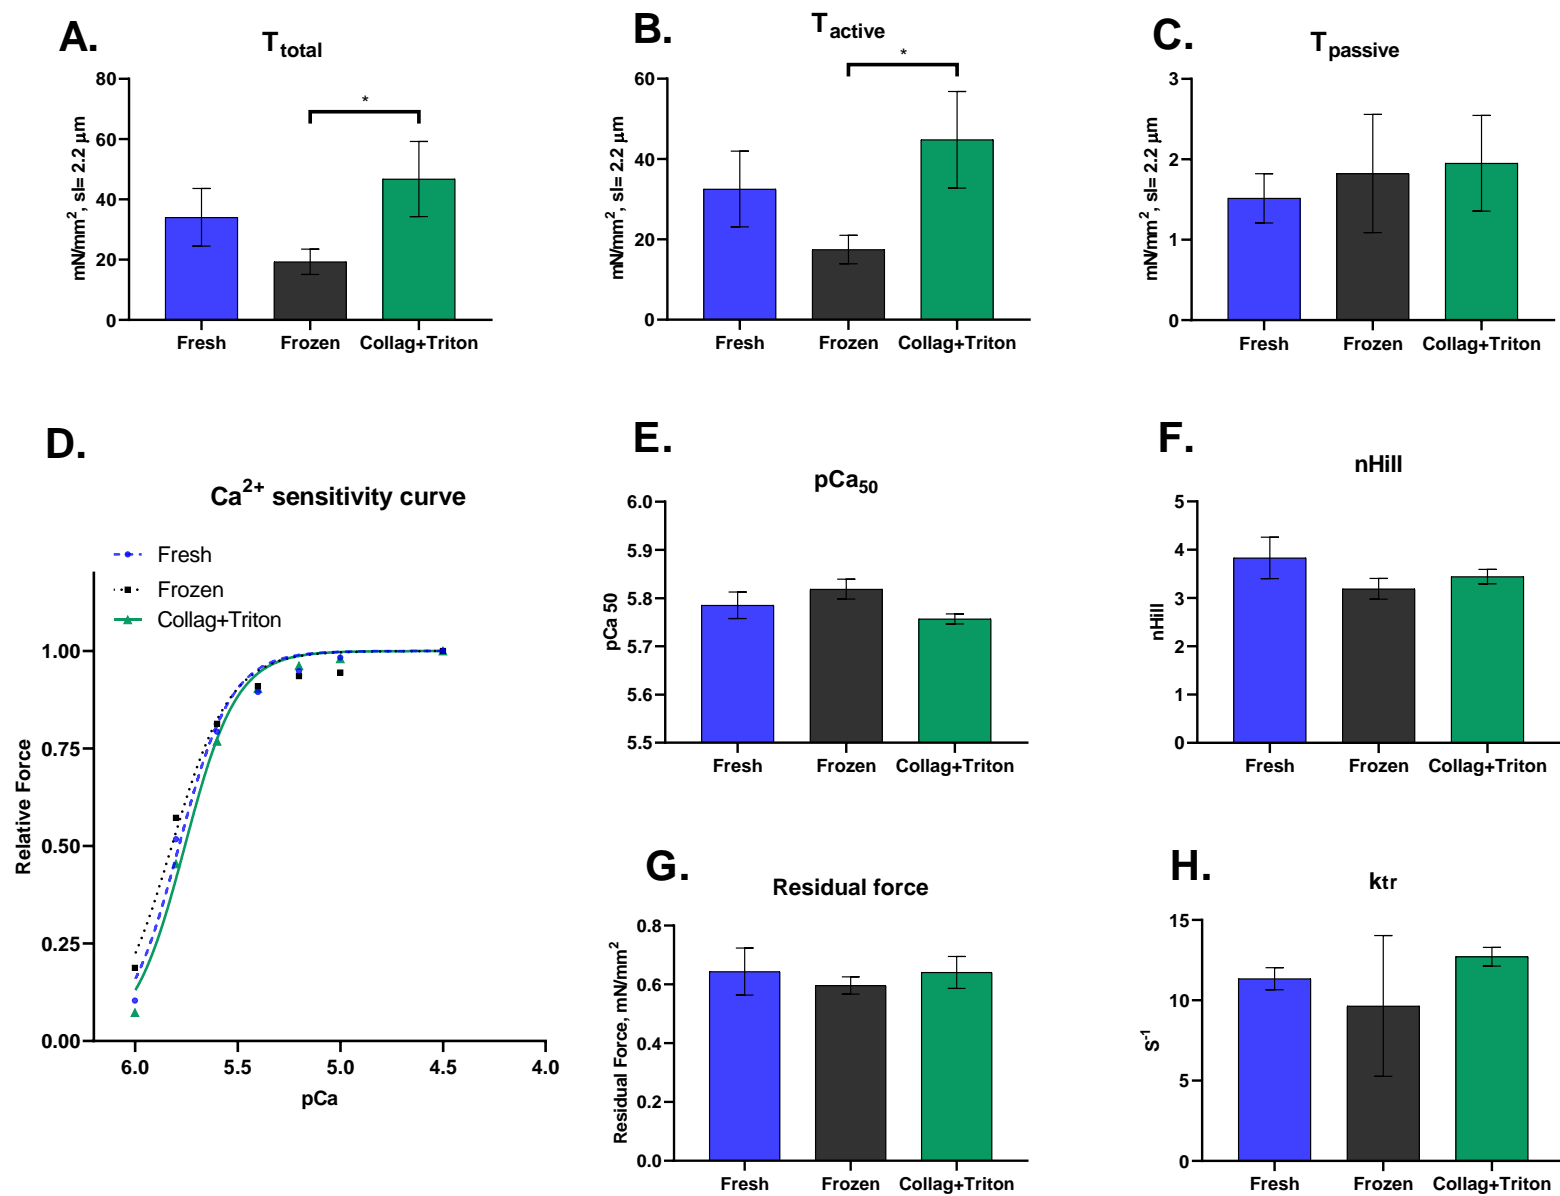 A.
T total
80
60
40
20
0
mN/mm², sl= 2.2 µm
*
Fresh Frozen Collag+Triton
B.
T active
60
40
20
0
mN/mm², sl= 2.2 µm
*
Fresh Frozen Collag+Triton
C.
T passive
3
2
1
0
mN/mm², sl= 2.2 µm
Fresh Frozen Collag+Triton
D.
Ca²⁺ sensitivity curve
Fresh
Frozen
Collag+Triton
1.00
0.75
0.50
0.25
0.00
Relative Force
6.0 5.5 5.0 4.5 4.0
pCa
E.
pCa₅₀
6.0
5.9
5.8
5.7
5.6
5.5
pCa 50
Fresh Frozen Collag+Triton
F.
nHill
5
4
3
2
1
0
nHill
Fresh Frozen Collag+Triton
G.
Residual force
0.8
0.6
0.4
0.2
0.0
Residual Force, mN/mm²
Fresh Frozen Collag+Triton
H.
ktr
15
10
5
0
S⁻¹
Fresh Frozen Collag+Triton